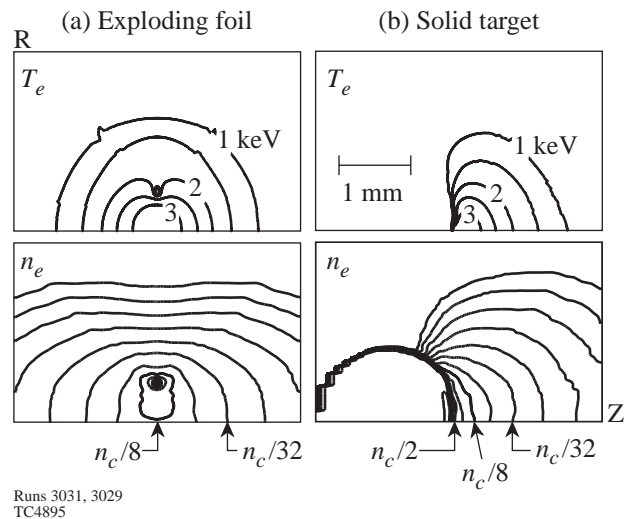 (a) Exploding foil
(b) Solid target
R
T_e
1 keV
2
3
T_e
1 keV
1 mm
2
3
n_e
n_e
Z
n_c/8
n_c/32
n_c/2
n_c/8
n_c/32
Runs 3031, 3029
TC4895